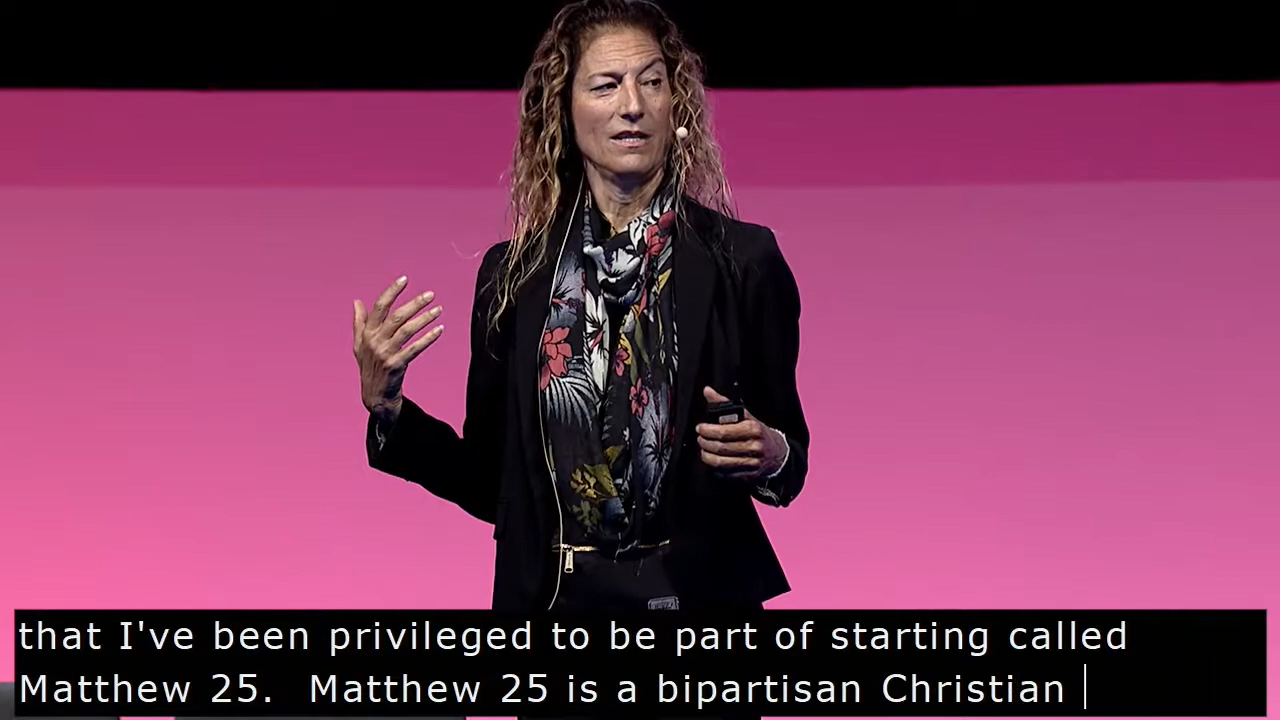 that I've been privileged to be part of starting called
Matthew 25.  Matthew 25 is a bipartisan Christian